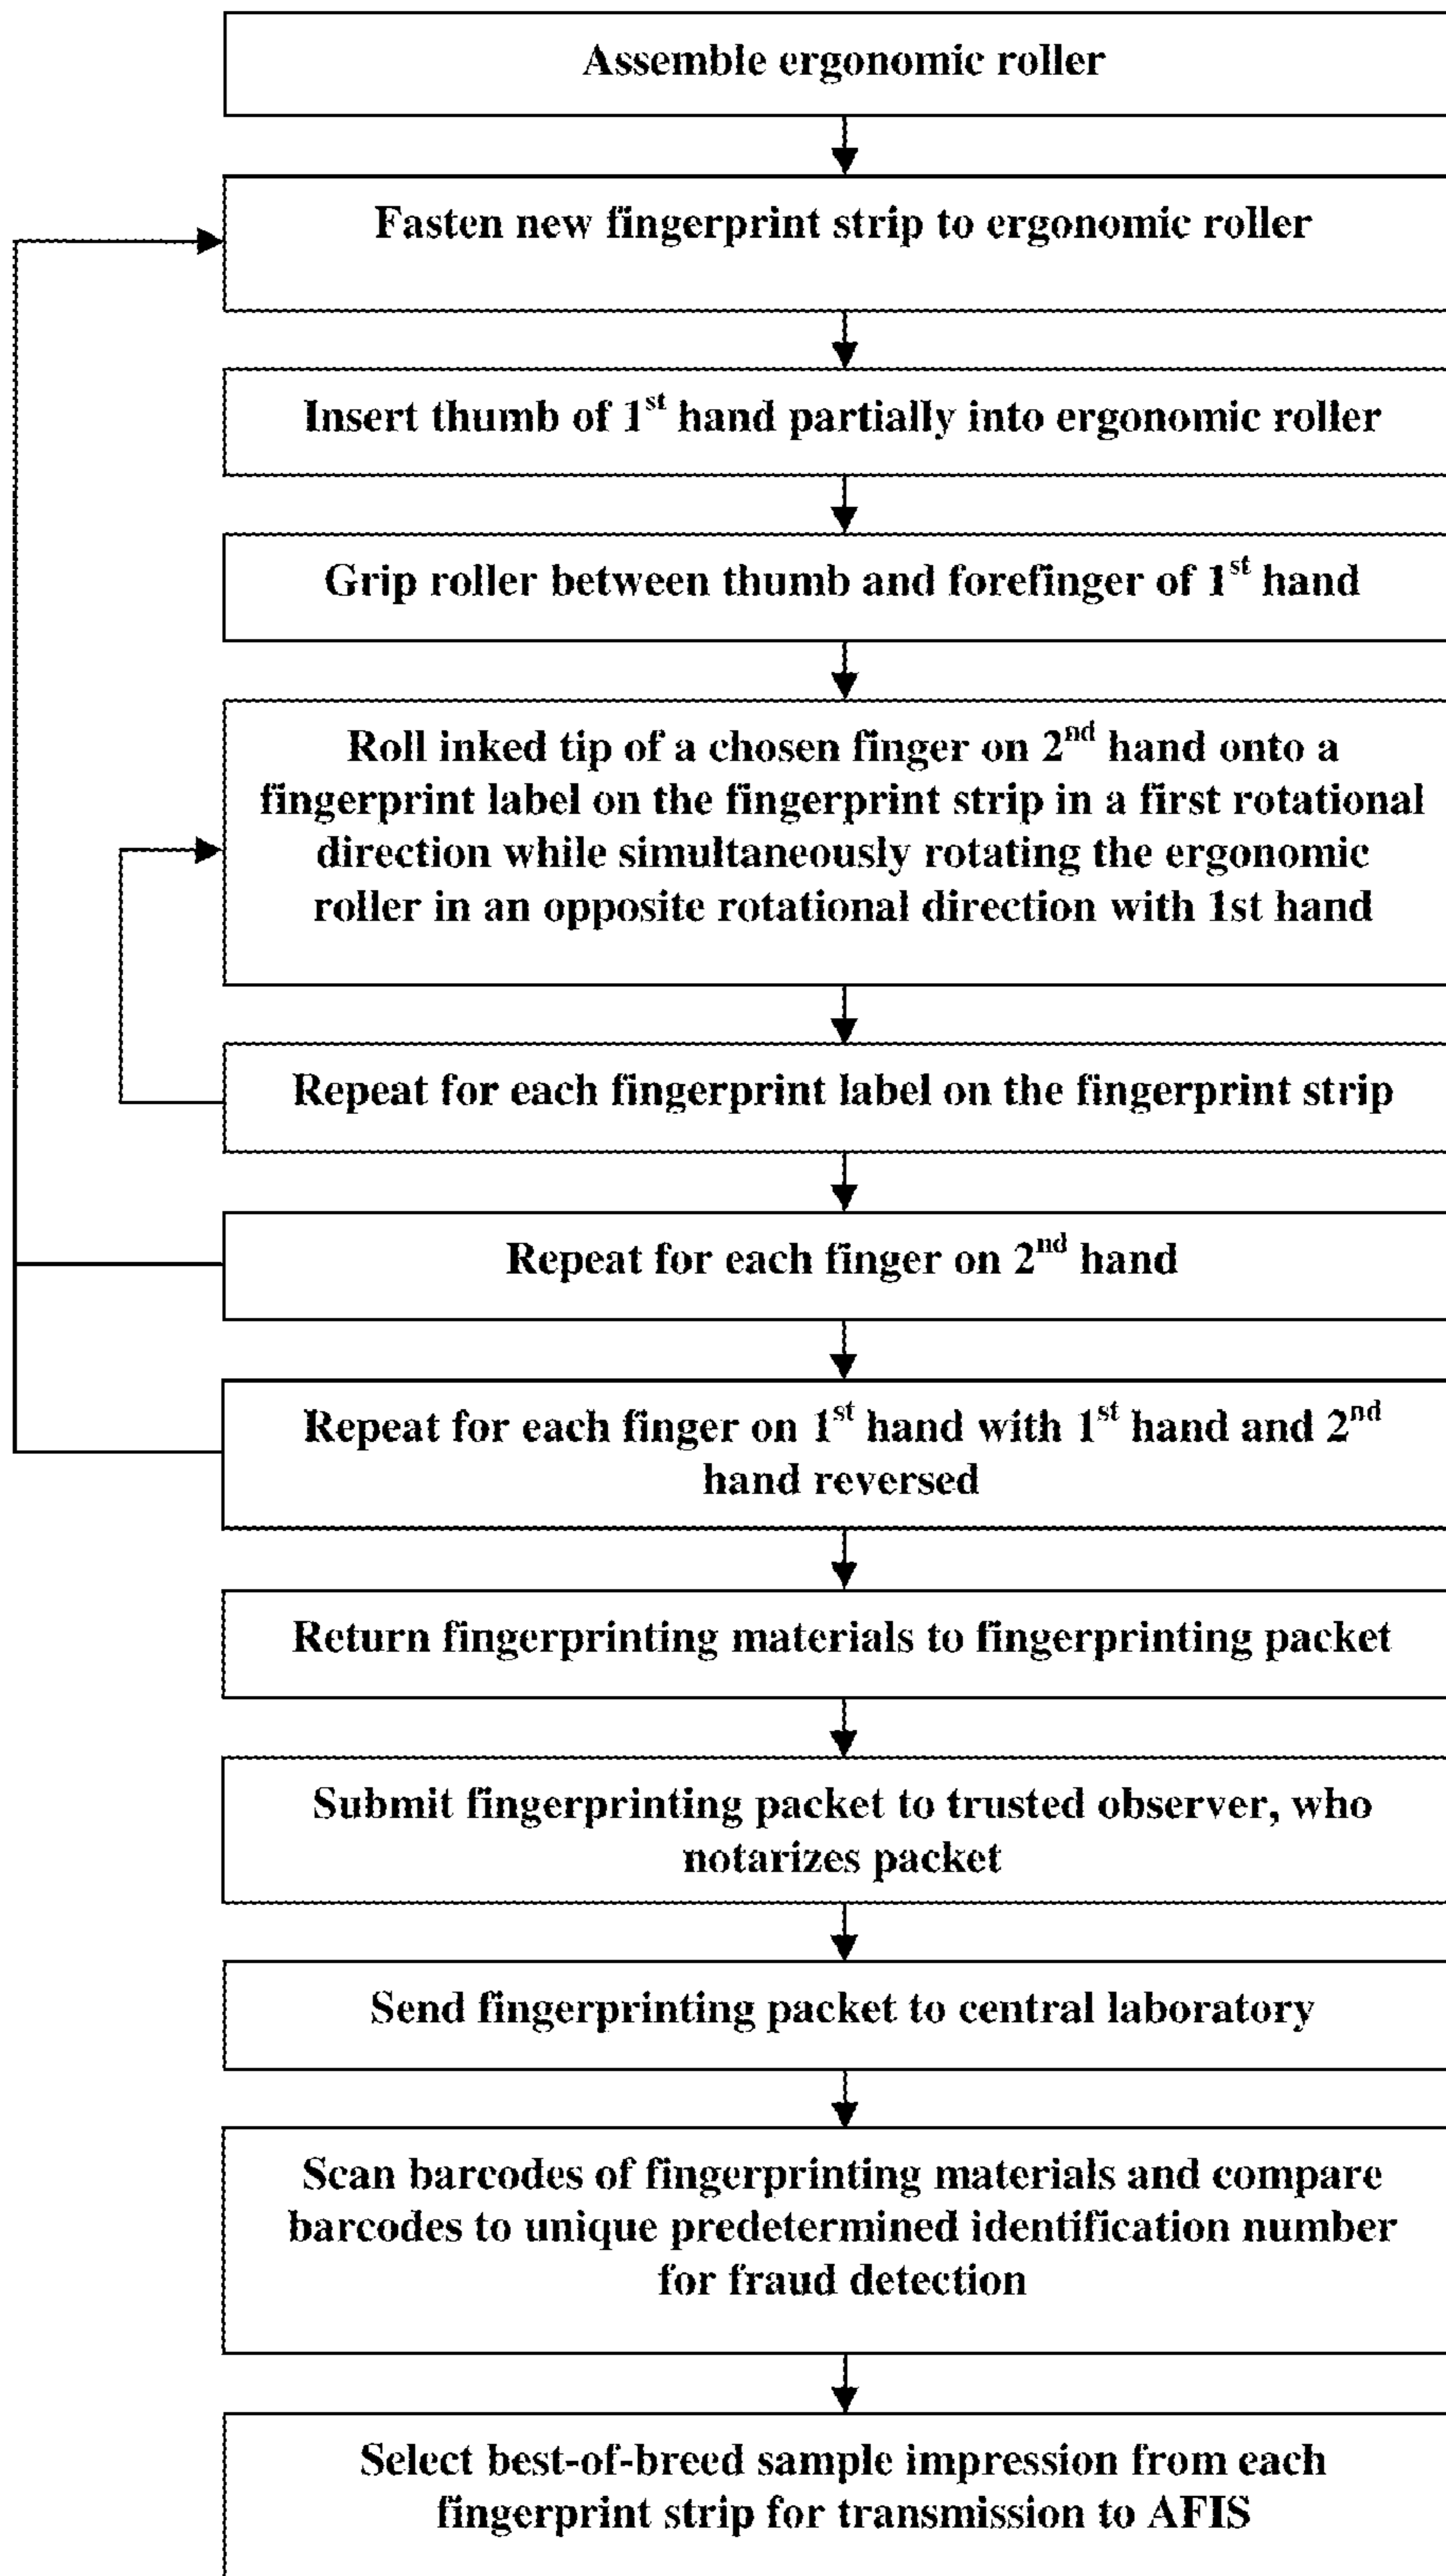 Assemble ergonomic roller
Fasten new fingerprint strip to ergonomic roller
Insert thumb of 1st hand partially into ergonomic roller
Grip roller between thumb and forefinger of 1st hand
Roll inked tip of a chosen finger on 2nd hand onto a
fingerprint label on the fingerprint strip in a first rotational
direction while simultaneously rotating the ergonomic
roller in an opposite rotational direction with 1st hand
Repeat for each fingerprint label on the fingerprint strip
Repeat for each finger on 2nd hand
Repeat for each finger on 1st hand with 1st hand and 2nd
hand reversed
Return fingerprinting materials to fingerprinting packet
Submit fingerprinting packet to trusted observer, who
notarizes packet
Send fingerprinting packet to central laboratory
Scan barcodes of fingerprinting materials and compare
barcodes to unique predetermined identification number
for fraud detection
Select best-of-breed sample impression from each
fingerprint strip for transmission to AFIS